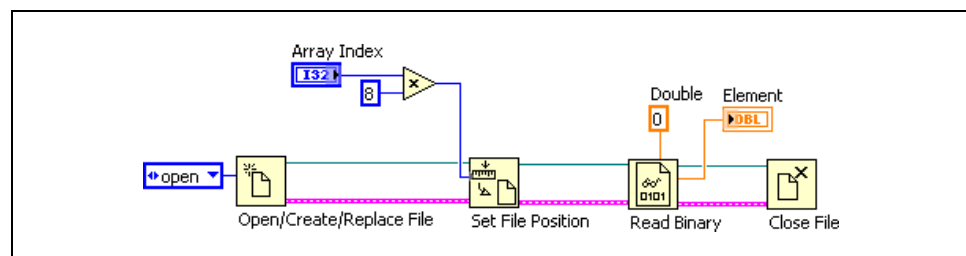 Array Index
I32
x
8
Double
Element
0
DBL
open
0101
Open/Create/Replace File
Set File Position
Read Binary
Close File